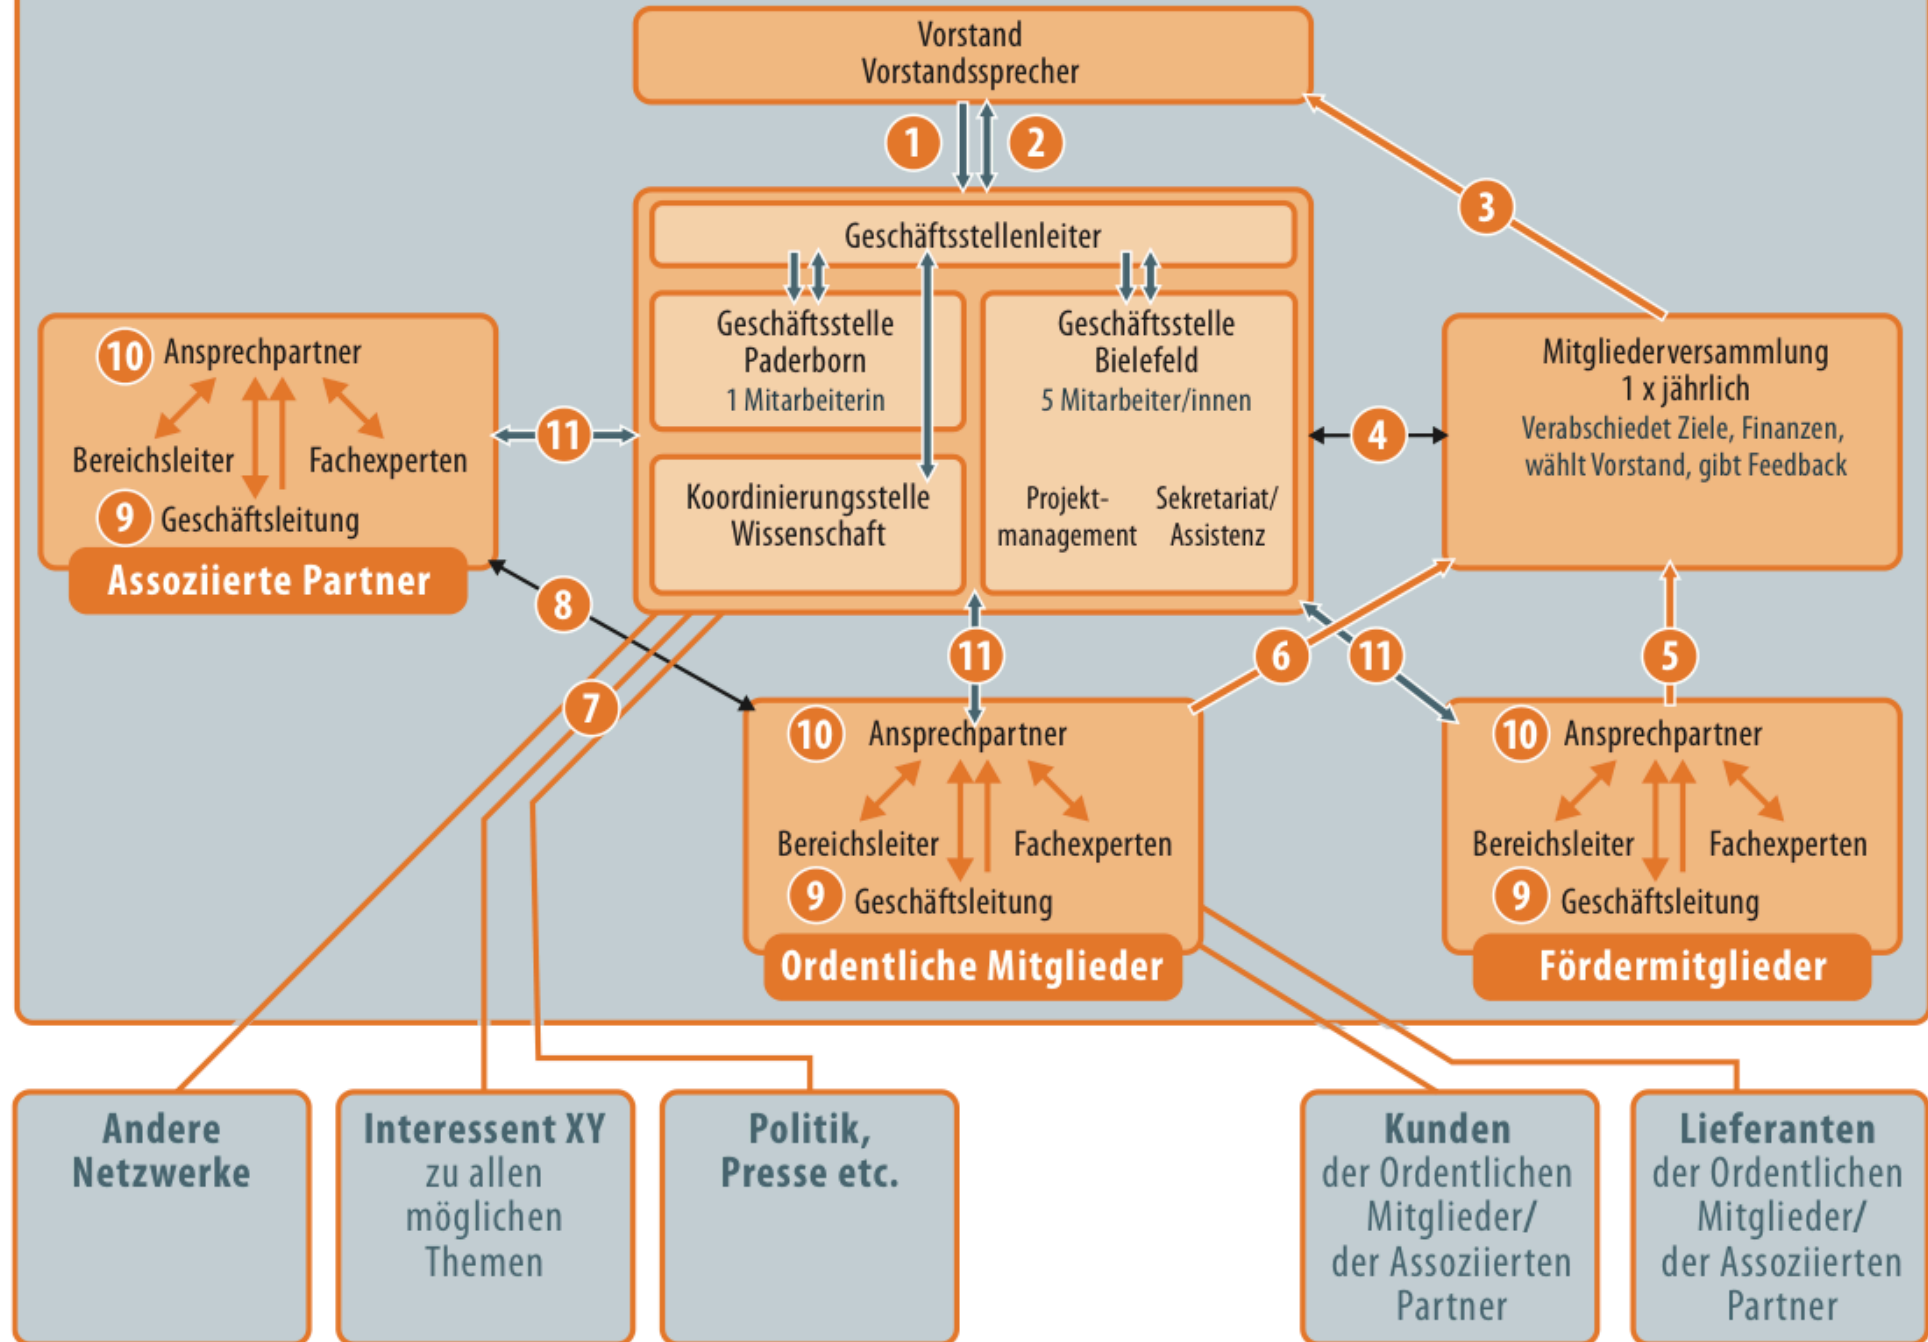 Vorstand
Vorstandssprecher
1
2
3
Geschäftsstellenleiter
Geschäftsstelle
Paderborn
1 Mitarbeiterin
Geschäftsstelle
Bielefeld
5 Mitarbeiter/innen
Koordinierungsstelle
Wissenschaft
Projekt-
management
Sekretariat/
Assistenz
10 Ansprechpartner
Bereichsleiter
Fachexperten
9 Geschäftsleitung
Assoziierte Partner
11
4
Mitgliederversammlung
1 x jährlich
Verabschiedet Ziele, Finanzen,
wählt Vorstand, gibt Feedback
8
7
11
6
11
5
10 Ansprechpartner
Bereichsleiter
Fachexperten
9 Geschäftsleitung
Ordentliche Mitglieder
10 Ansprechpartner
Bereichsleiter
Fachexperten
9 Geschäftsleitung
Fördermitglieder
Andere
Netzwerke
Interessent XY
zu allen
möglichen
Themen
Politik,
Presse etc.
Kunden
der Ordentlichen
Mitglieder/
der Assoziierten
Partner
Lieferanten
der Ordentlichen
Mitglieder/
der Assoziierten
Partner